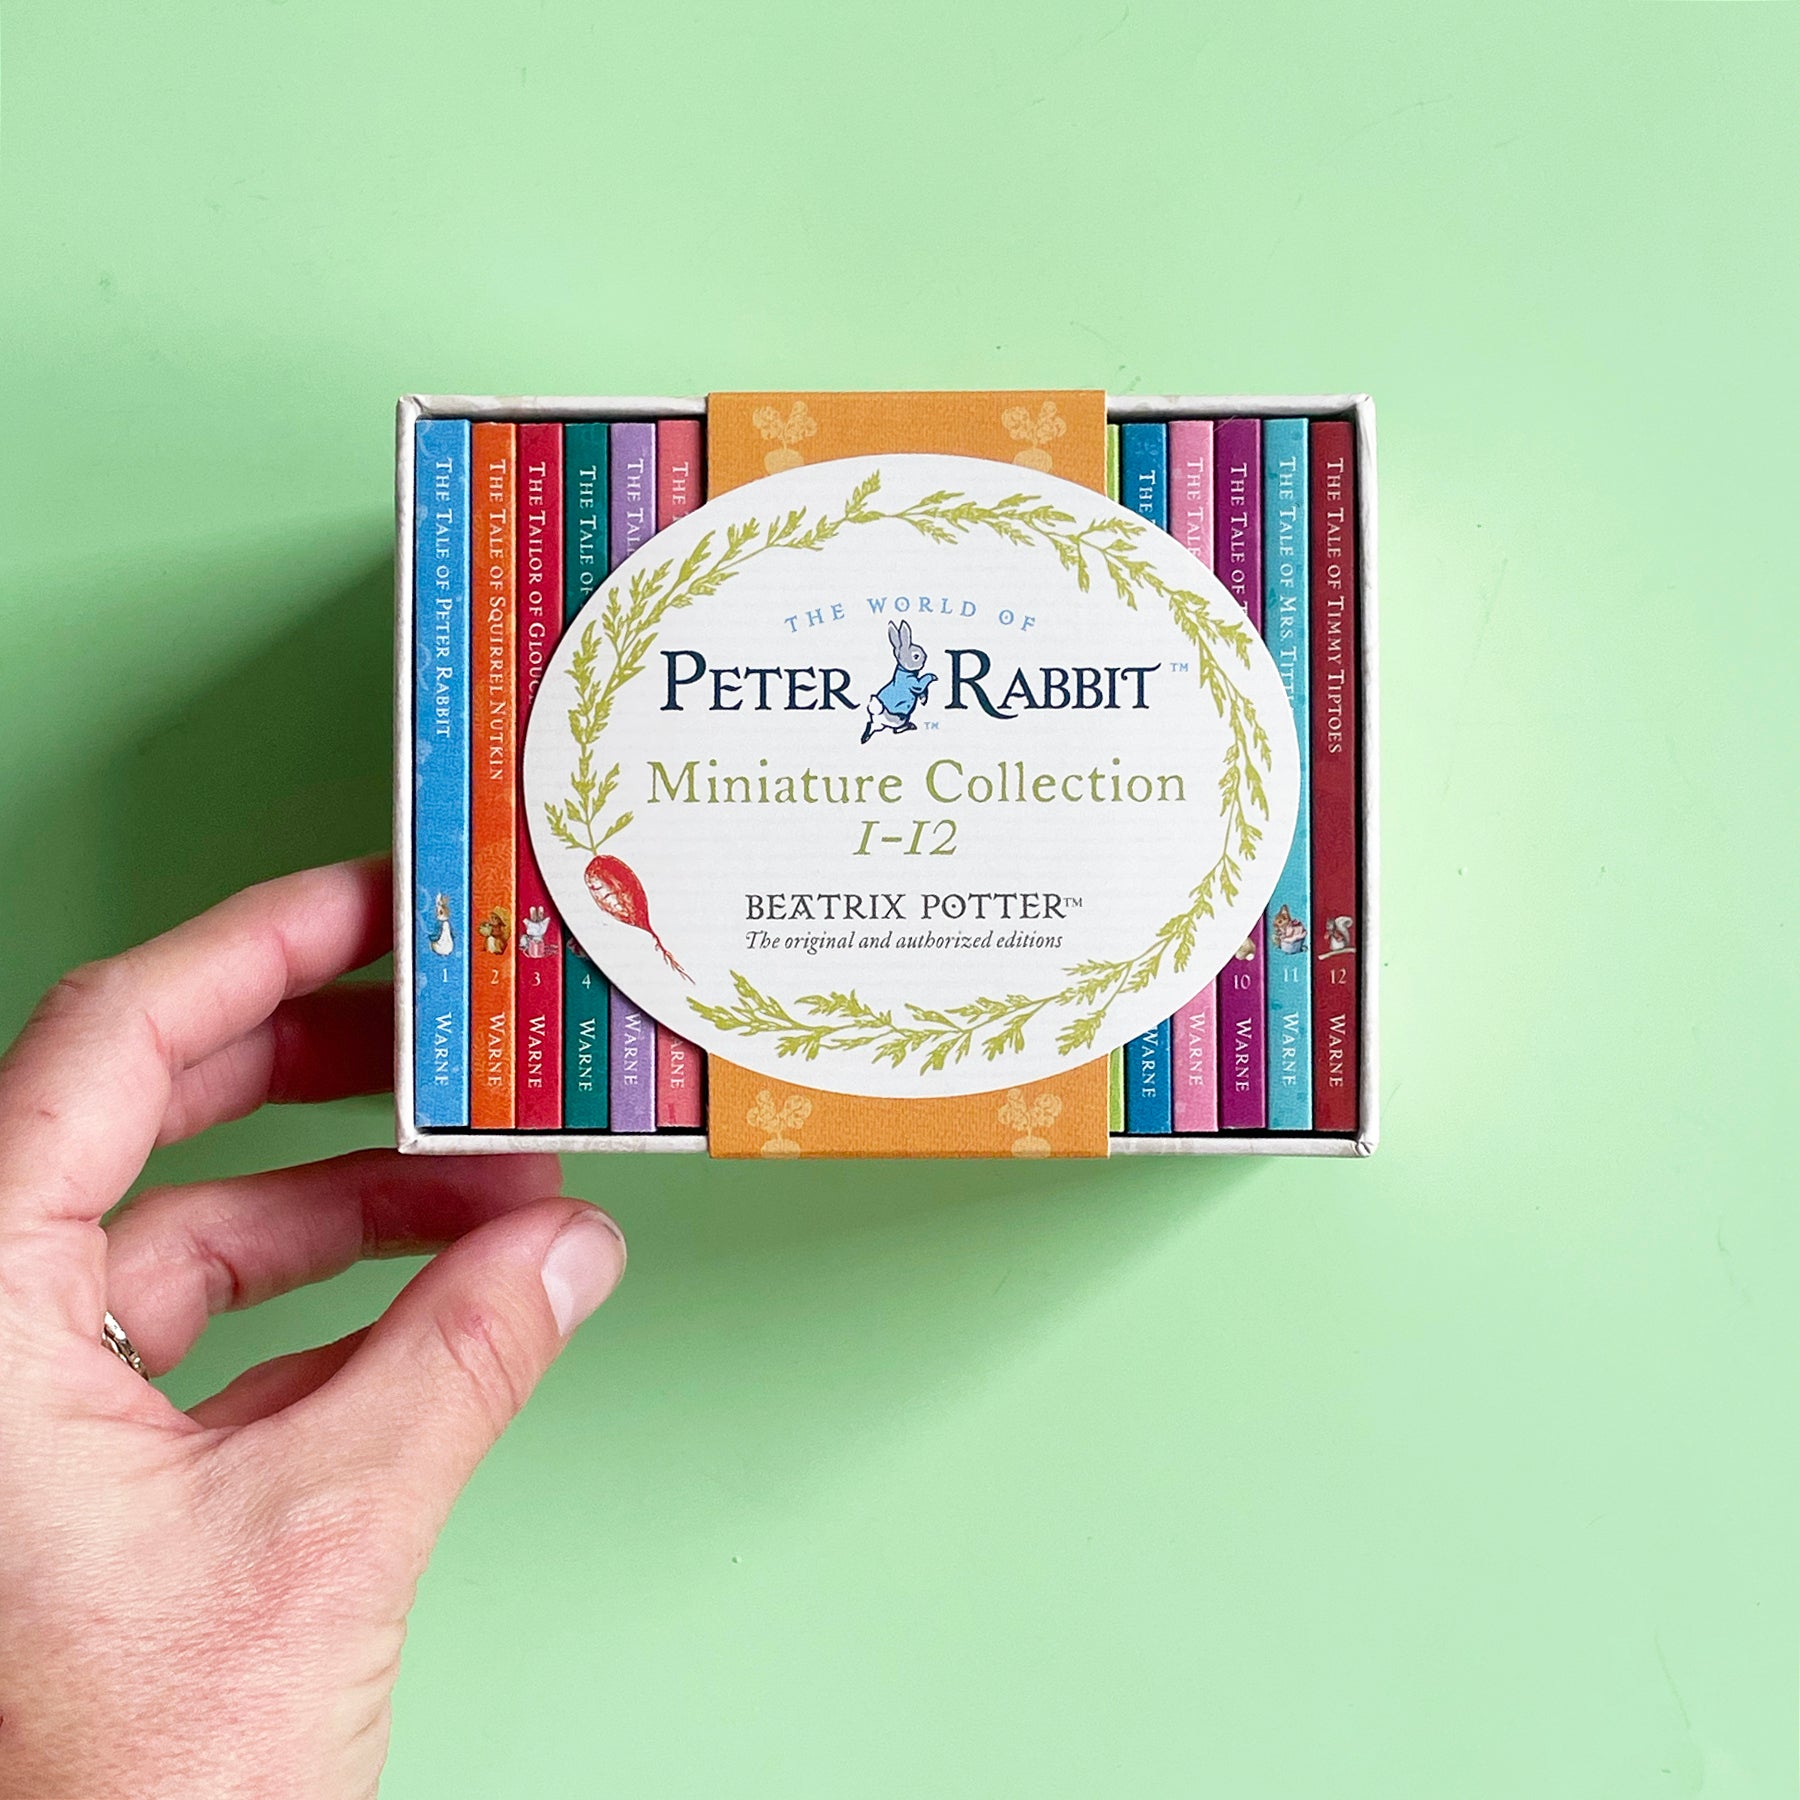 THE TALE OF PETER RABBIT 1 WARNE
THE TALE OF SQUIRREL NUTKIN 2 WARNE
THE TAILOR OF GLOUC 3 WARNE
THE TALE OF 4 WARNE
THE TAL WARNE
THE WARNE
THE WORLD OF
PETER RABBIT™
™
Miniature Collection
1-12
BEATRIX POTTER™
The original and authorized editions
THE WARNE
THE TALE WARNE
THE TALE OF 10 WARNE
THE TALE OF MRS. TITTL 11 WARNE
THE TALE OF TIMMY TIPTOES 12 WARNE